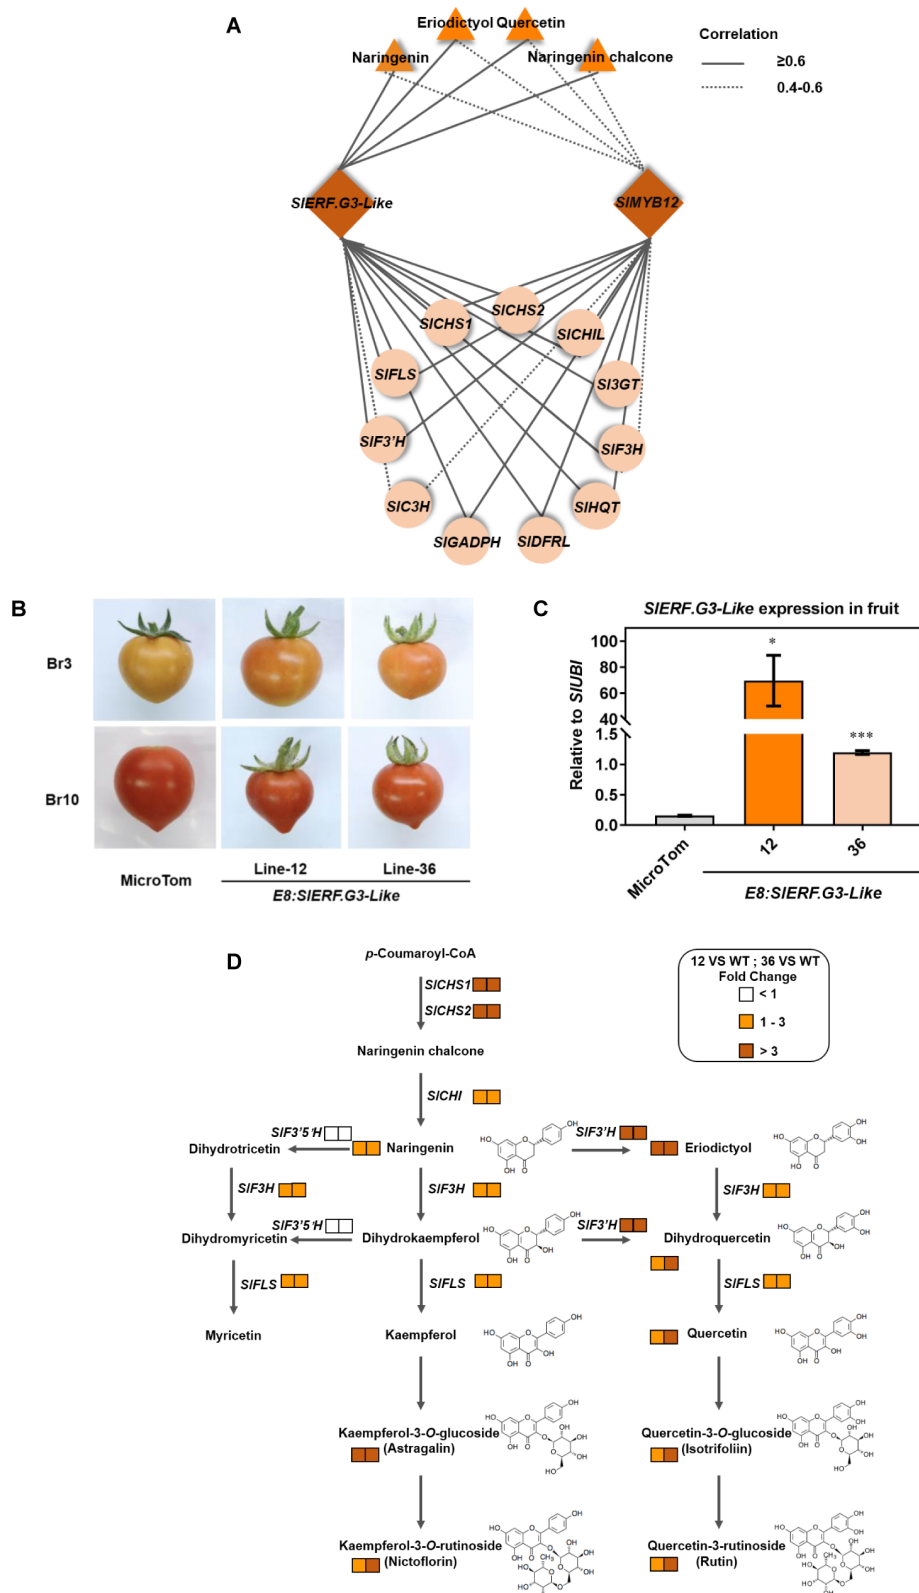 A
Eriodictyol Quercetin
Naringenin
Naringenin chalcone
Correlation
≥0.6
0.4-0.6
SlERF.G3-Like
SlMYB12
SlCHS1
SlCHS2
SlCHIL
SlFLS
Sl3GT
SlF3'H
SlF3H
SlC3H
SlHQT
SlGADPH
SlDFRL
B
Br3
Br10
MicroTom
Line-12
Line-36
E8:SlERF.G3-Like
C
SlERF.G3-Like expression in fruit
Relative to SlUBI
100
80
60
40
1.5
1.0
0.5
0.0
*
***
MicroTom
12
36
E8:SlERF.G3-Like
D
p-Coumaroyl-CoA
12 VS WT ; 36 VS WT
Fold Change
< 1
1 - 3
> 3
SlCHS1
SlCHS2
Naringenin chalcone
SlCHI
SlF3'5'H
SlF3'H
Dihydrotricetin
Naringenin
Eriodictyol
SlF3H
SlF3H
SlF3H
SlF3'5'H
SlF3'H
Dihydromyricetin
Dihydrokaempferol
Dihydroquercetin
SlFLS
SlFLS
SlFLS
Myricetin
Kaempferol
Quercetin
Kaempferol-3-O-glucoside
(Astragalin)
Quercetin-3-O-glucoside
(Isotrifoliin)
Kaempferol-3-O-rutinoside
(Nictoflorin)
Quercetin-3-rutinoside
(Rutin)